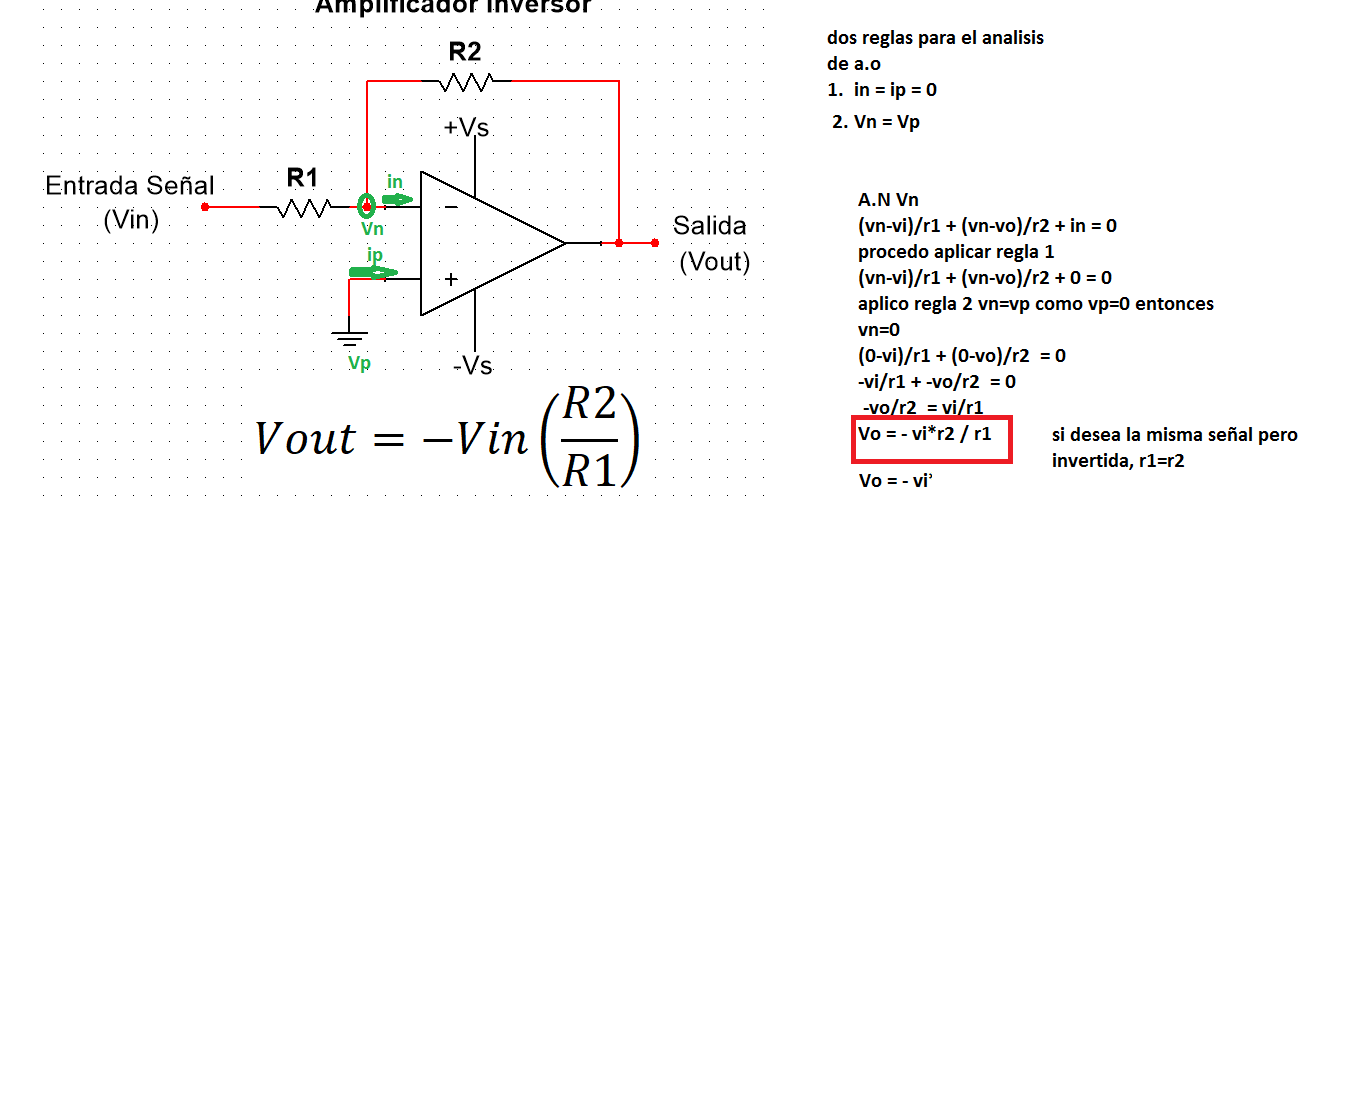 Amplificador Inversor
R2
+Vs
Entrada Señal
(Vin)
R1
in
−
Vn
ip
+
Salida
(Vout)
Vp
-Vs
Vout = −Vin(R2/R1)
dos reglas para el analisis
de a.o
1. in = ip = 0
2. Vn = Vp
A.N Vn
(vn-vi)/r1 + (vn-vo)/r2 + in = 0
procedo aplicar regla 1
(vn-vi)/r1 + (vn-vo)/r2 + 0 = 0
aplico regla 2 vn=vp como vp=0 entonces
vn=0
(0-vi)/r1 + (0-vo)/r2 = 0
-vi/r1 + -vo/r2 = 0
-vo/r2 = vi/r1
Vo = - vi*r2 / r1
si desea la misma señal pero
invertida, r1=r2
Vo = - vi’